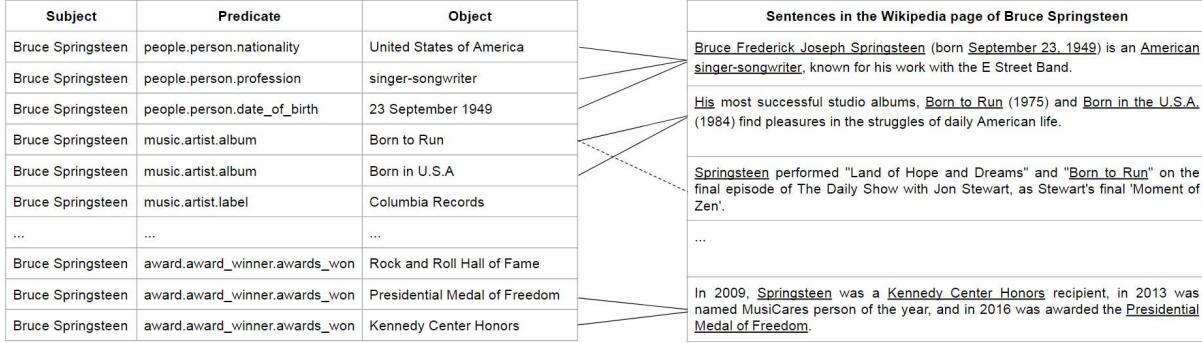 Subject Predicate Object
Bruce Springsteen people.person.nationality United States of America
Bruce Springsteen people.person.profession singer-songwriter
Bruce Springsteen people.person.date_of_birth 23 September 1949
Bruce Springsteen music.artist.album Born to Run
Bruce Springsteen music.artist.album Born in U.S.A
Bruce Springsteen music.artist.label Columbia Records
... ... ...
Bruce Springsteen award.award_winner.awards_won Rock and Roll Hall of Fame
Bruce Springsteen award.award_winner.awards_won Presidential Medal of Freedom
Bruce Springsteen award.award_winner.awards_won Kennedy Center Honors
Sentences in the Wikipedia page of Bruce Springsteen
Bruce Frederick Joseph Springsteen (born September 23, 1949) is an American
singer-songwriter, known for his work with the E Street Band.
His most successful studio albums, Born to Run (1975) and Born in the U.S.A.
(1984) find pleasures in the struggles of daily American life.
Springsteen performed "Land of Hope and Dreams" and "Born to Run" on the
final episode of The Daily Show with Jon Stewart, as Stewart's final 'Moment of
Zen'.
...
In 2009, Springsteen was a Kennedy Center Honors recipient, in 2013 was
named MusiCares person of the year, and in 2016 was awarded the Presidential
Medal of Freedom.